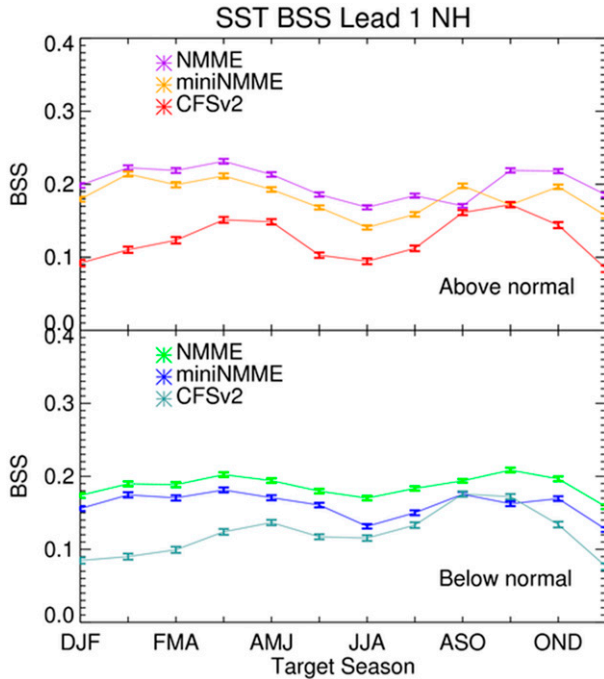 SST BSS Lead 1 NH
0.4
NMME
miniNMME
CFSv2
0.3
BSS
0.2
0.1
Above normal
0.0
0.4
NMME
miniNMME
CFSv2
0.3
BSS
0.2
0.1
Below normal
0.0
DJF FMA AMJ JJA ASO OND
Target Season